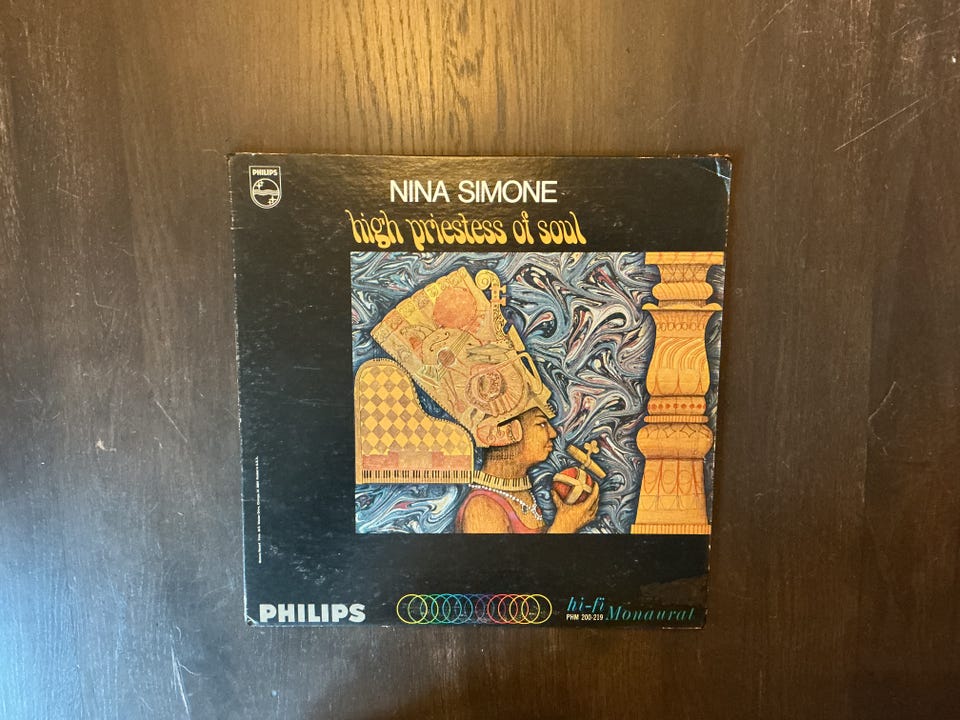 PHILIPS
NINA SIMONE
high priestess of soul
PHILIPS
hi-fi
PHM 200-219 Monaural